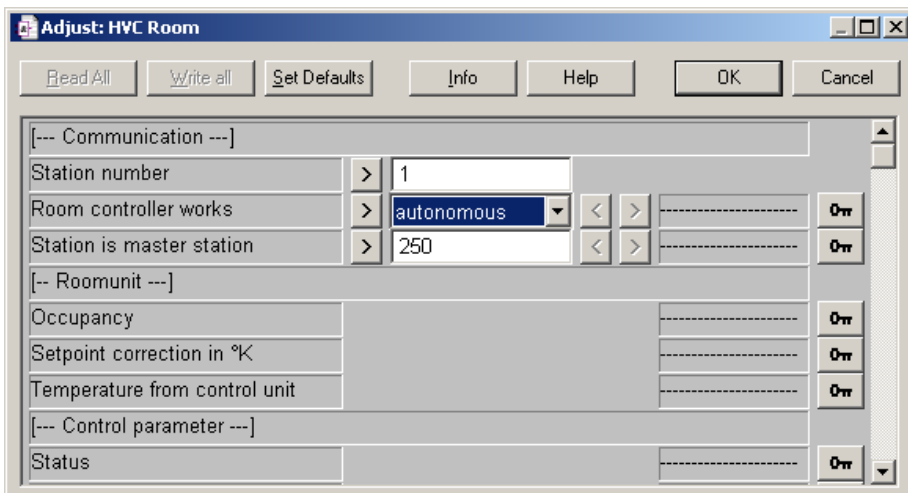 Adjust: HVC Room
Read All Write all Set Defaults Info Help OK Cancel
[--- Communication ---]
Station number > 1
Room controller works > autonomous < > ---------------------
Station is master station > 250 < > ---------------------
[-- Roomunit ---]
Occupancy ---------------------
Setpoint correction in °K ---------------------
Temperature from control unit ---------------------
[--- Control parameter ---]
Status ---------------------